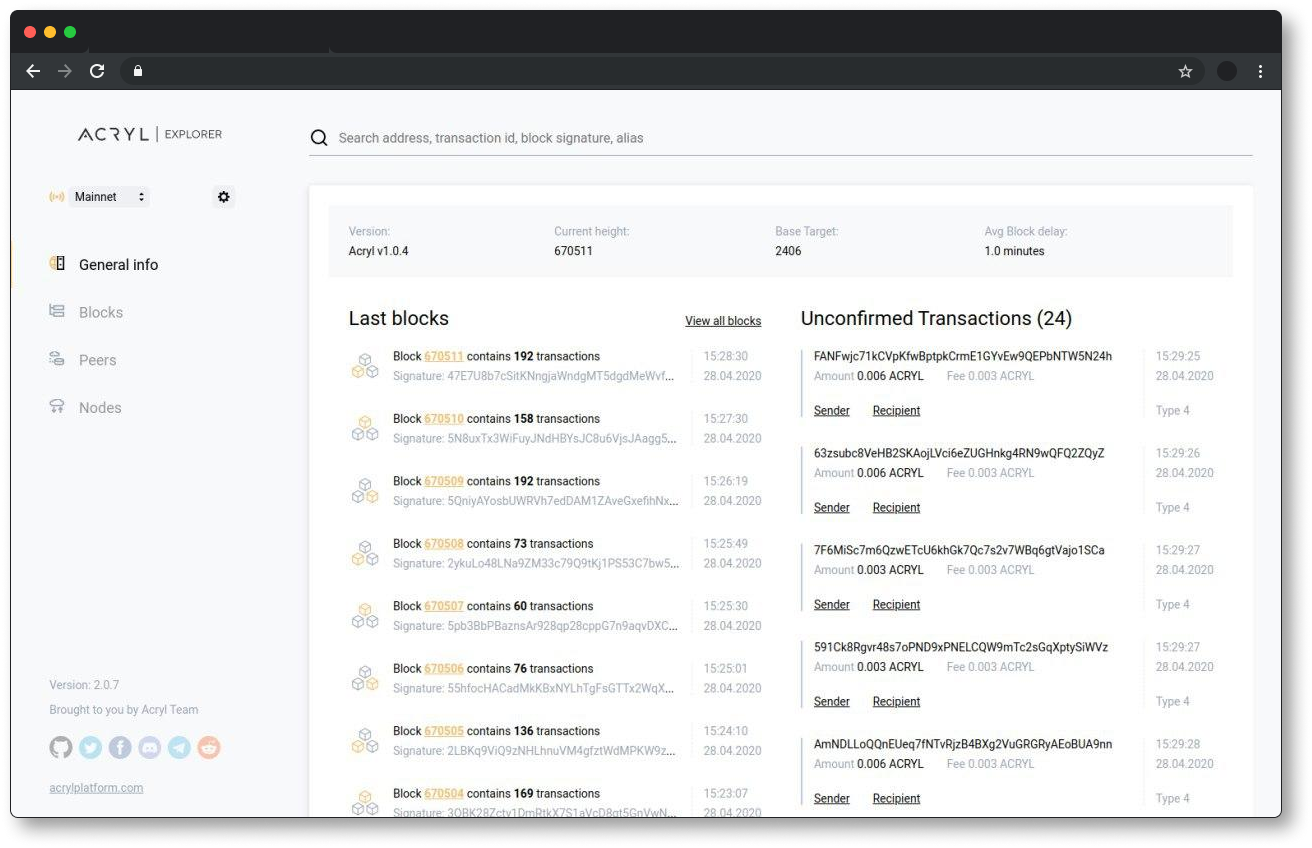 ACRYL | EXPLORER
Search address, transaction id, block signature, alias
Mainnet
General info
Blocks
Peers
Nodes
Version: 2.0.7
Brought to you by Acryl Team
acrylplatform.com
Version:
Acryl v1.0.4
Current height:
670511
Base Target:
2406
Avg Block delay:
1.0 minutes
Last blocks
View all blocks
Block 670511 contains 192 transactions
15:28:30
Signature: 47E7U8b7cSitKNngjaWndgMT5dgdMeWvf...
28.04.2020
Block 670510 contains 158 transactions
15:27:30
Signature: 5N8uxTx3WiFuyJNdHBYsJC8u6VjsJAagg5...
28.04.2020
Block 670509 contains 192 transactions
15:26:19
Signature: 5QniyAYosbUWRVh7edDAM1ZAveGxefihNx...
28.04.2020
Block 670508 contains 73 transactions
15:25:49
Signature: 2ykuLo48LNa9ZM33c79Q9tKj1PS53C7bw5...
28.04.2020
Block 670507 contains 60 transactions
15:25:30
Signature: 5pb3BbPBaznsAr928qp28cppG7n9aqvDXC...
28.04.2020
Block 670506 contains 76 transactions
15:25:01
Signature: 55hfocHACadMkKBxNYLhTgFsGTTx2WqX...
28.04.2020
Block 670505 contains 136 transactions
15:24:10
Signature: 2LBKq9ViQ9zNHLhnuVM4gfztWdMPKW9z...
28.04.2020
Block 670504 contains 169 transactions
15:23:07
Signature: 3QBK28Zcty1DmRtkX7S1aVcD8qt5GnVwN...
28.04.2020
Unconfirmed Transactions (24)
FANFwjc71kCVpKfwBptpkCrmE1GYvEw9QEPbNTW5N24h
15:29:25
Amount 0.006 ACRYL Fee 0.003 ACRYL
28.04.2020
Sender Recipient
Type 4
63zsubc8VeHB2SKAojLVci6eZUGHnkg4RN9wQFQ2ZQyZ
15:29:26
Amount 0.006 ACRYL Fee 0.003 ACRYL
28.04.2020
Sender Recipient
Type 4
7F6MiSc7m6QzwETcU6khGk7Qc7s2v7WBq6gtVajo1SCa
15:29:27
Amount 0.003 ACRYL Fee 0.003 ACRYL
28.04.2020
Sender Recipient
Type 4
591Ck8Rgvr48s7oPND9xPNELCQW9mTc2sGqXptySiWVz
15:29:27
Amount 0.003 ACRYL Fee 0.003 ACRYL
28.04.2020
Sender Recipient
Type 4
AmNDLLoQQnEUeq7fNTvRjzB4BXg2VuGRGRyAEoBUA9nn
15:29:28
Amount 0.006 ACRYL Fee 0.003 ACRYL
28.04.2020
Sender Recipient
Type 4